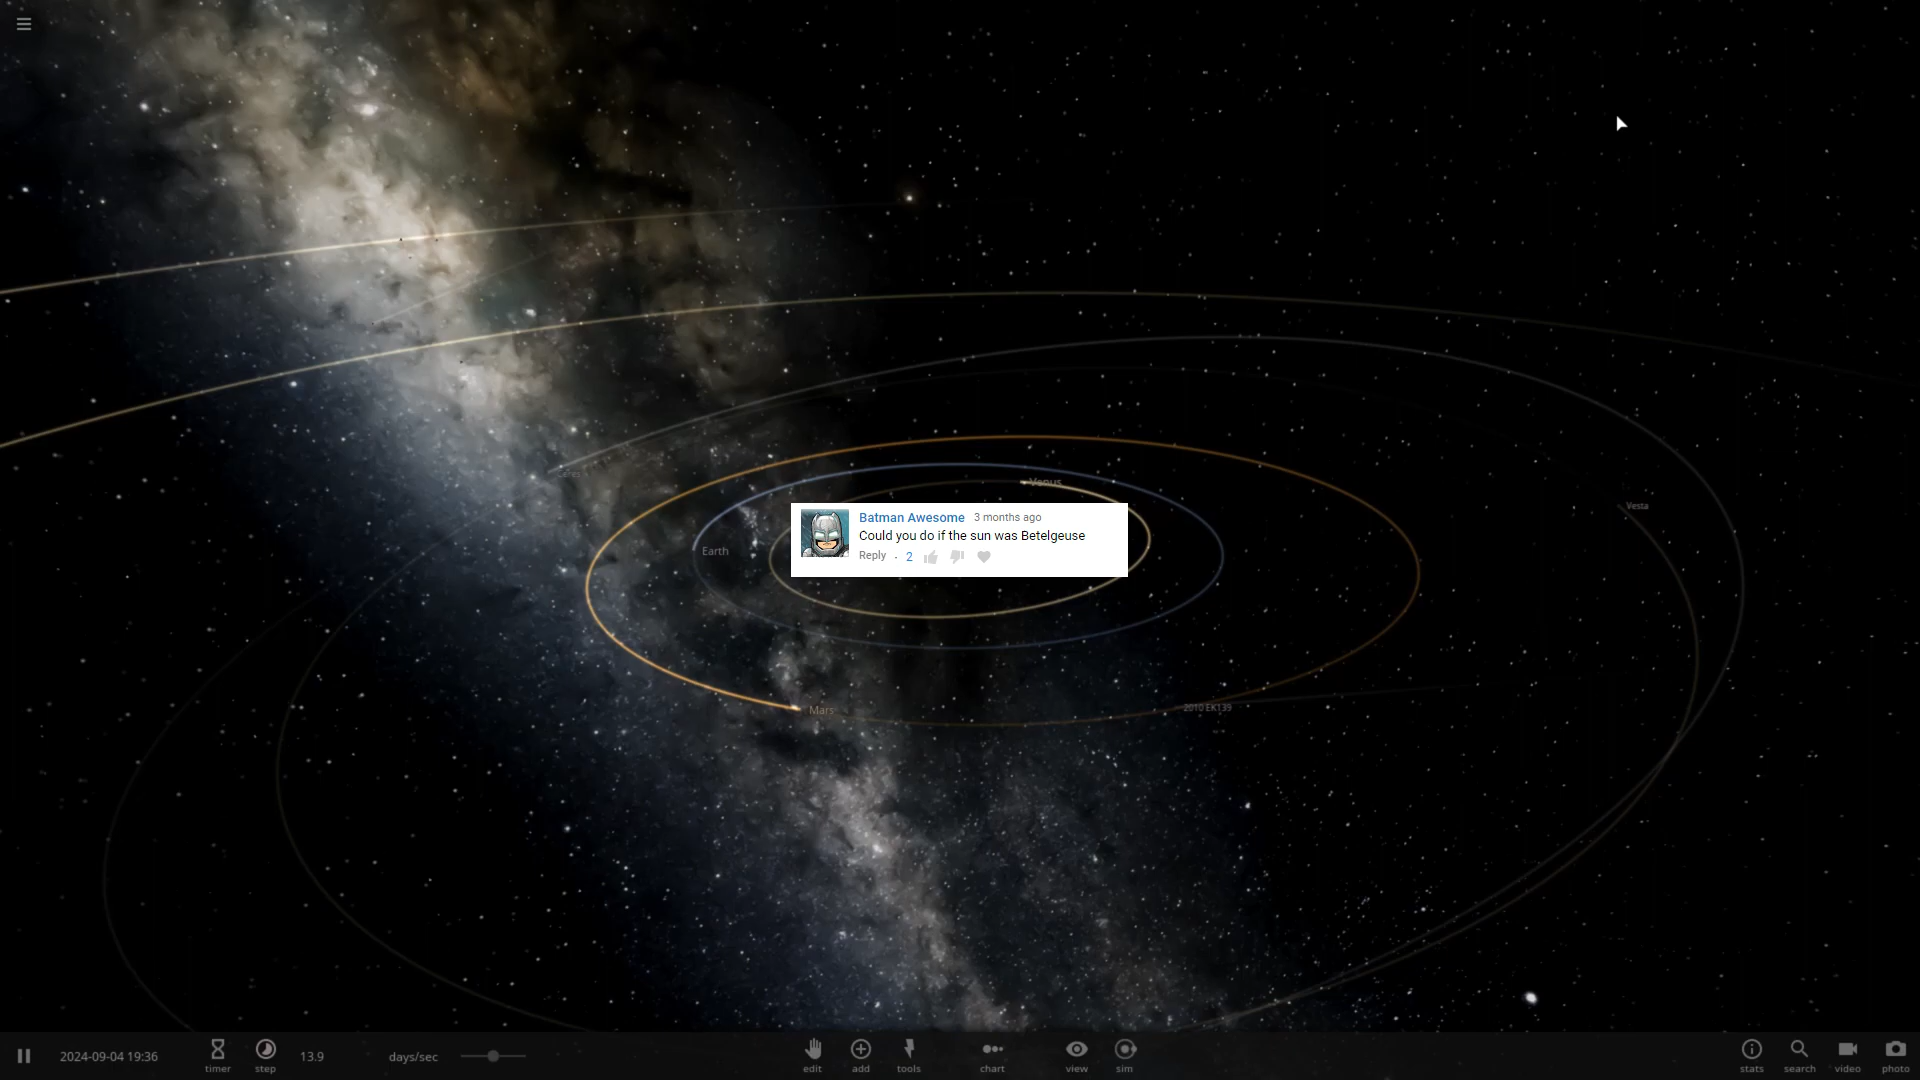 Ceres
Venus
Vesta
Batman Awesome 3 months ago
Could you do if the sun was Betelgeuse
Reply · 2
Earth
Mars
2010 EK139
2024-09-04 19:36
timer
step
13.9
days/sec
edit
add
tools
chart
view
sim
stats
search
video
photo